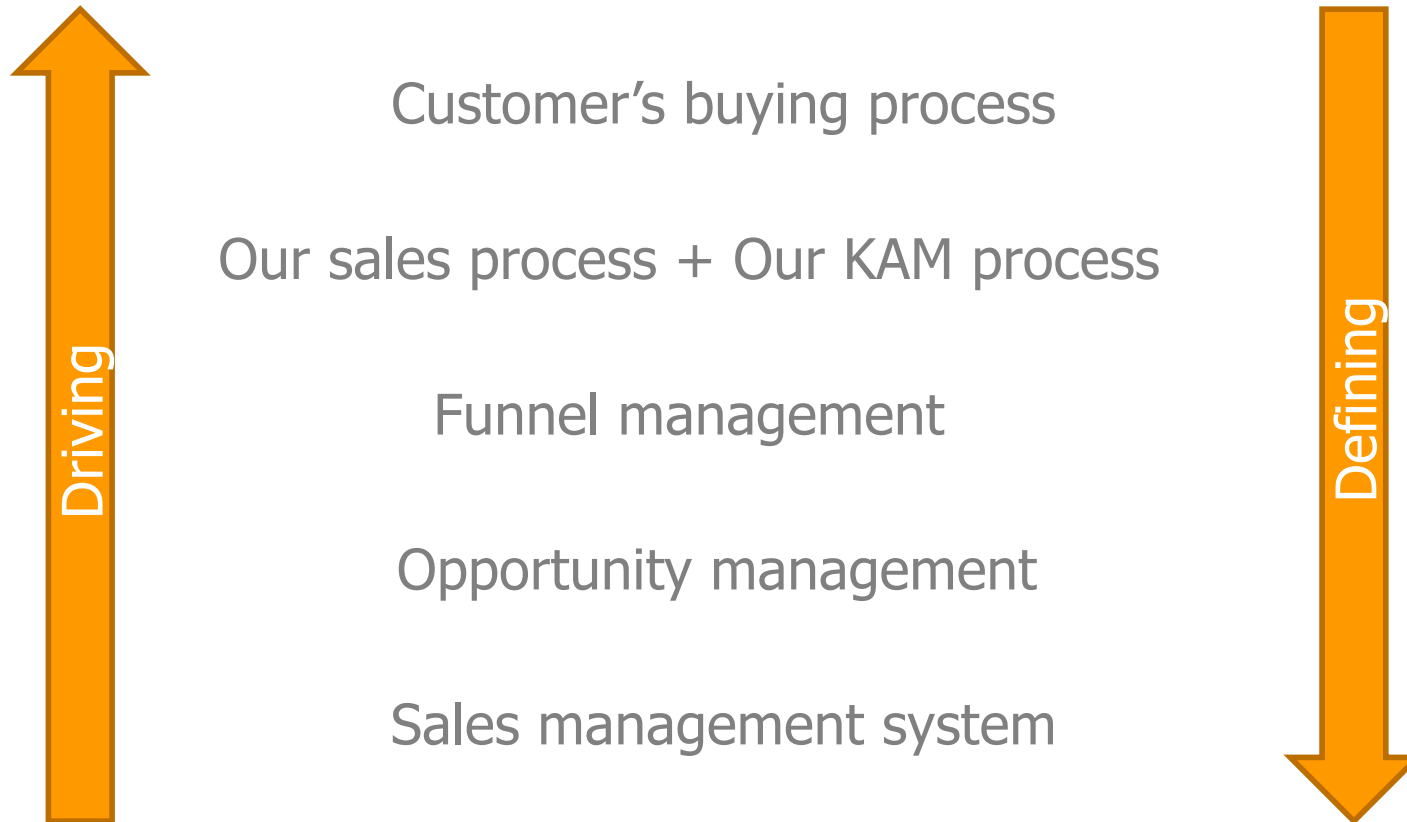 Customer’s buying process
Our sales process + Our KAM process
Driving
Defining
Funnel management
Opportunity management
Sales management system